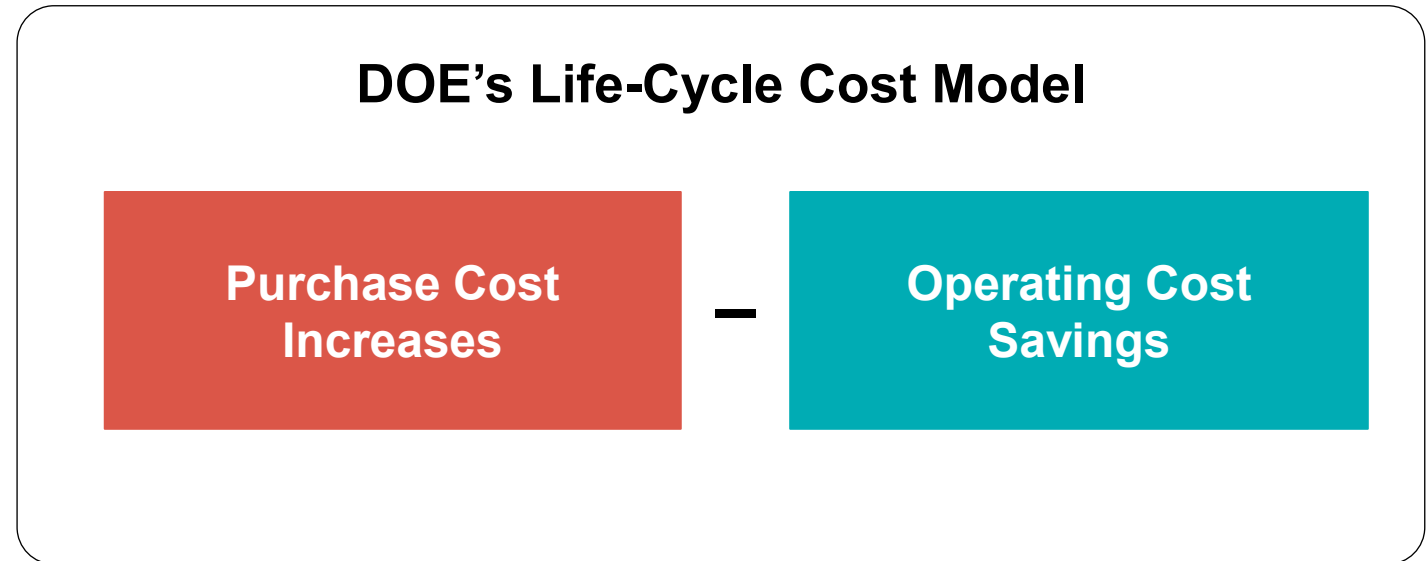 DOE’s Life-Cycle Cost Model
Purchase Cost
Increases
–
Operating Cost
Savings